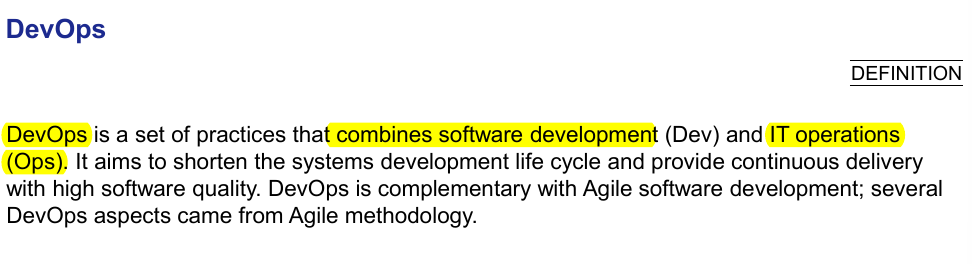 DevOps
DEFINITION
DevOps is a set of practices that combines software development (Dev) and IT operations
(Ops). It aims to shorten the systems development life cycle and provide continuous delivery
with high software quality. DevOps is complementary with Agile software development; several
DevOps aspects came from Agile methodology.